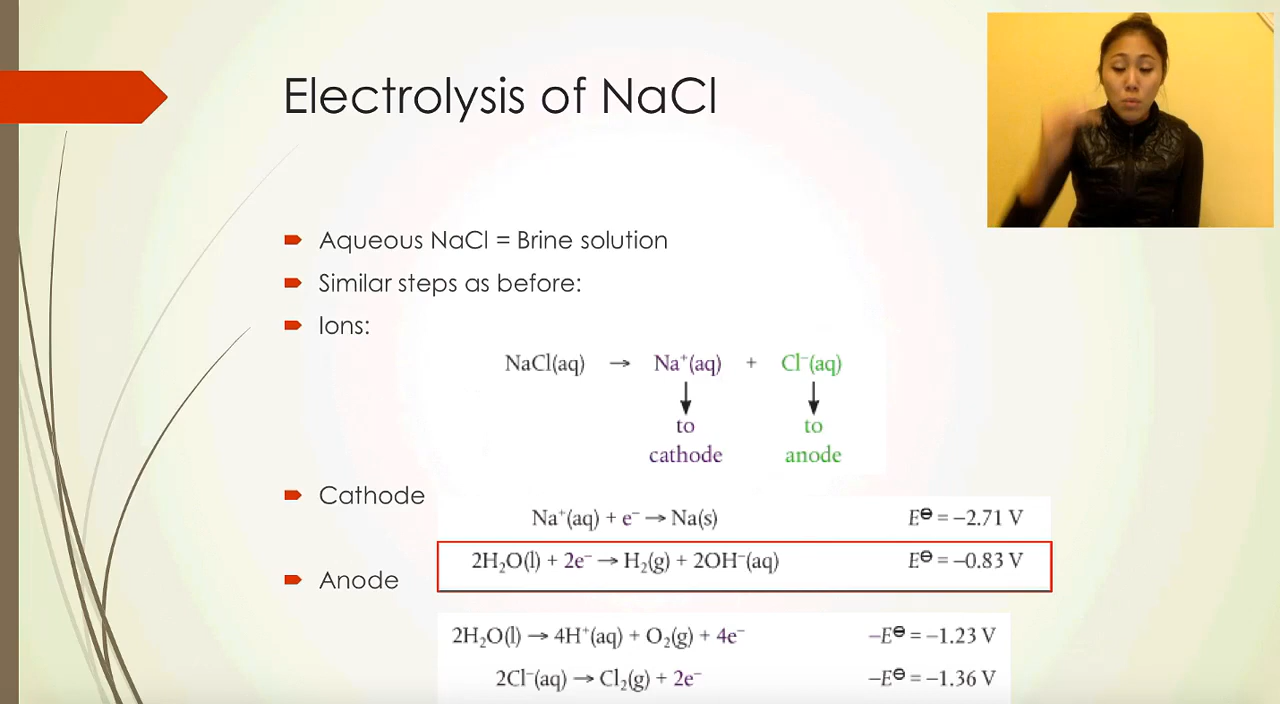 Electrolysis of NaCl
Aqueous NaCl = Brine solution
Similar steps as before:
Ions:
NaCl(aq) → Na⁺(aq) + Cl⁻(aq)
to cathode
to anode
Cathode
Na⁺(aq) + e⁻ → Na(s) E⊖ = −2.71 V
2H₂O(l) + 2e⁻ → H₂(g) + 2OH⁻(aq) E⊖ = −0.83 V
Anode
2H₂O(l) → 4H⁺(aq) + O₂(g) + 4e⁻ −E⊖ = −1.23 V
2Cl⁻(aq) → Cl₂(g) + 2e⁻ −E⊖ = −1.36 V